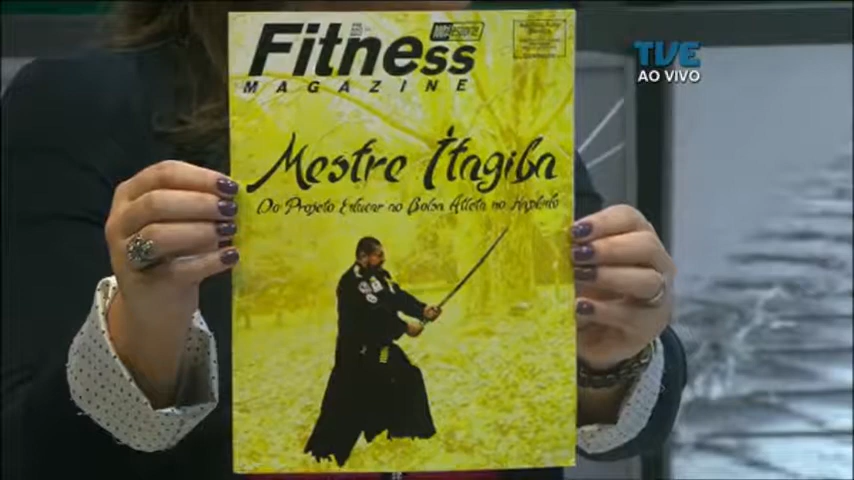 Fitness
MAGAZINE
Mestre Itagiba
Do Projeto Educar ao Bolsa Atleta no Hapkido
TVE
AO VIVO